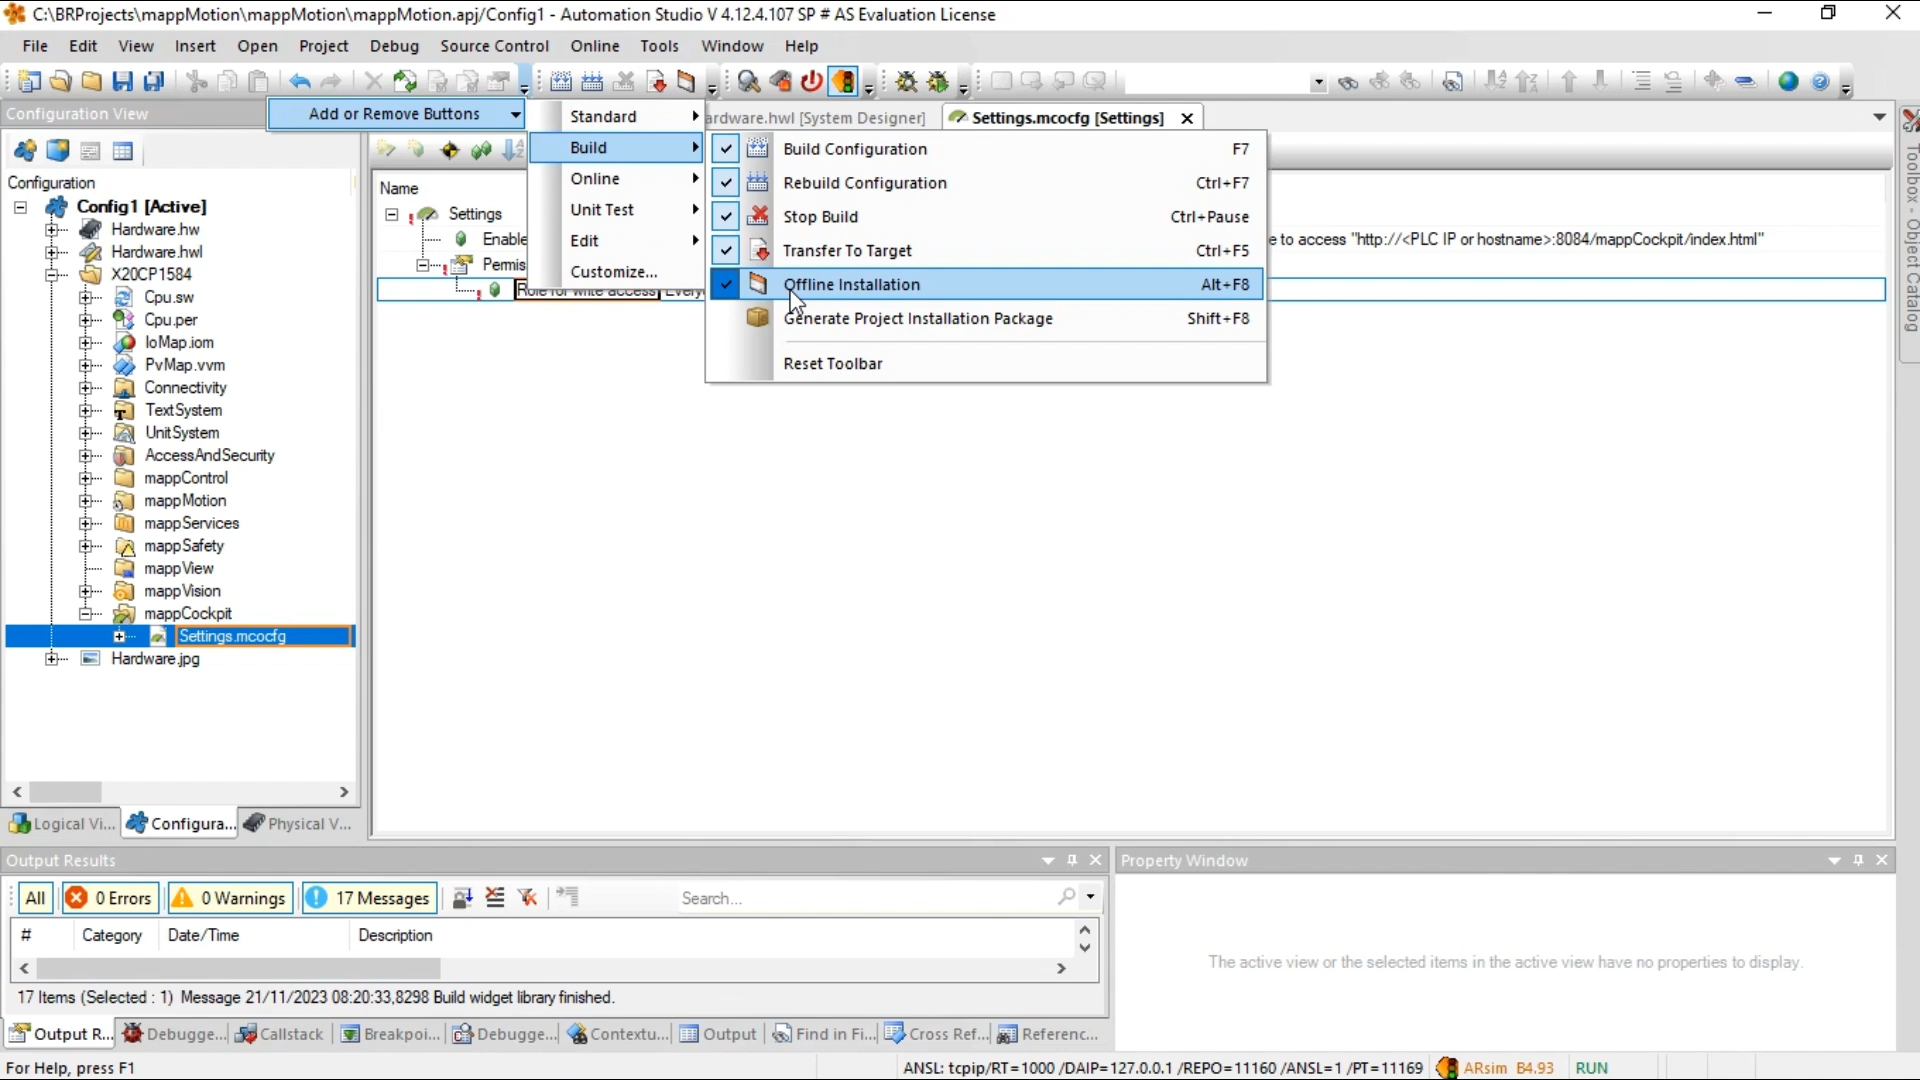 C:\BRProjects\mappMotion\mappMotion\mappMotion.apj/Config1 - Automation Studio V 4.12.4.107 SP # AS Evaluation License
File Edit View Insert Open Project Debug Source Control Online Tools Window Help
Configuration View
Add or Remove Buttons
Standard
Build
Online
Unit Test
Edit
Customize...
ardware.hwl [System Designer]
Settings.mcocfg [Settings]
Build Configuration F7
Rebuild Configuration Ctrl+F7
Stop Build Ctrl+Pause
Transfer To Target Ctrl+F5
Offline Installation Alt+F8
Generate Project Installation Package Shift+F8
Reset Toolbar
Toolbox - Object Catalog
Configuration
Config1 [Active]
Hardware.hw
Hardware.hwl
X20CP1584
Cpu.sw
Cpu.per
IoMap.iom
PvMap.vvm
Connectivity
TextSystem
UnitSystem
AccessAndSecurity
mappControl
mappMotion
mappServices
mappSafety
mappView
mappVision
mappCockpit
Settings.mcocfg
Hardware.jpg
Name
Settings
Enable
e to access "http://<PLC IP or hostname>:8084/mappCockpit/index.html"
Permis
Role for write access Everyo
Logical Vi... Configura... Physical V...
Output Results
All 0 Errors 0 Warnings 17 Messages Search...
# Category Date/Time Description
17 Items (Selected : 1) Message 21/11/2023 08:20:33,8298 Build widget library finished.
Output R... Debugge... Callstack Breakpoi... Debugge... Contextu... Output Find in Fi... Cross Ref... Referenc...
Property Window
The active view or the selected items in the active view have no properties to display.
For Help, press F1
ANSL: tcpip/RT=1000 /DAIP=127.0.0.1 /REPO=11160 /ANSL=1 /PT=11169 ARsim B4.93 RUN